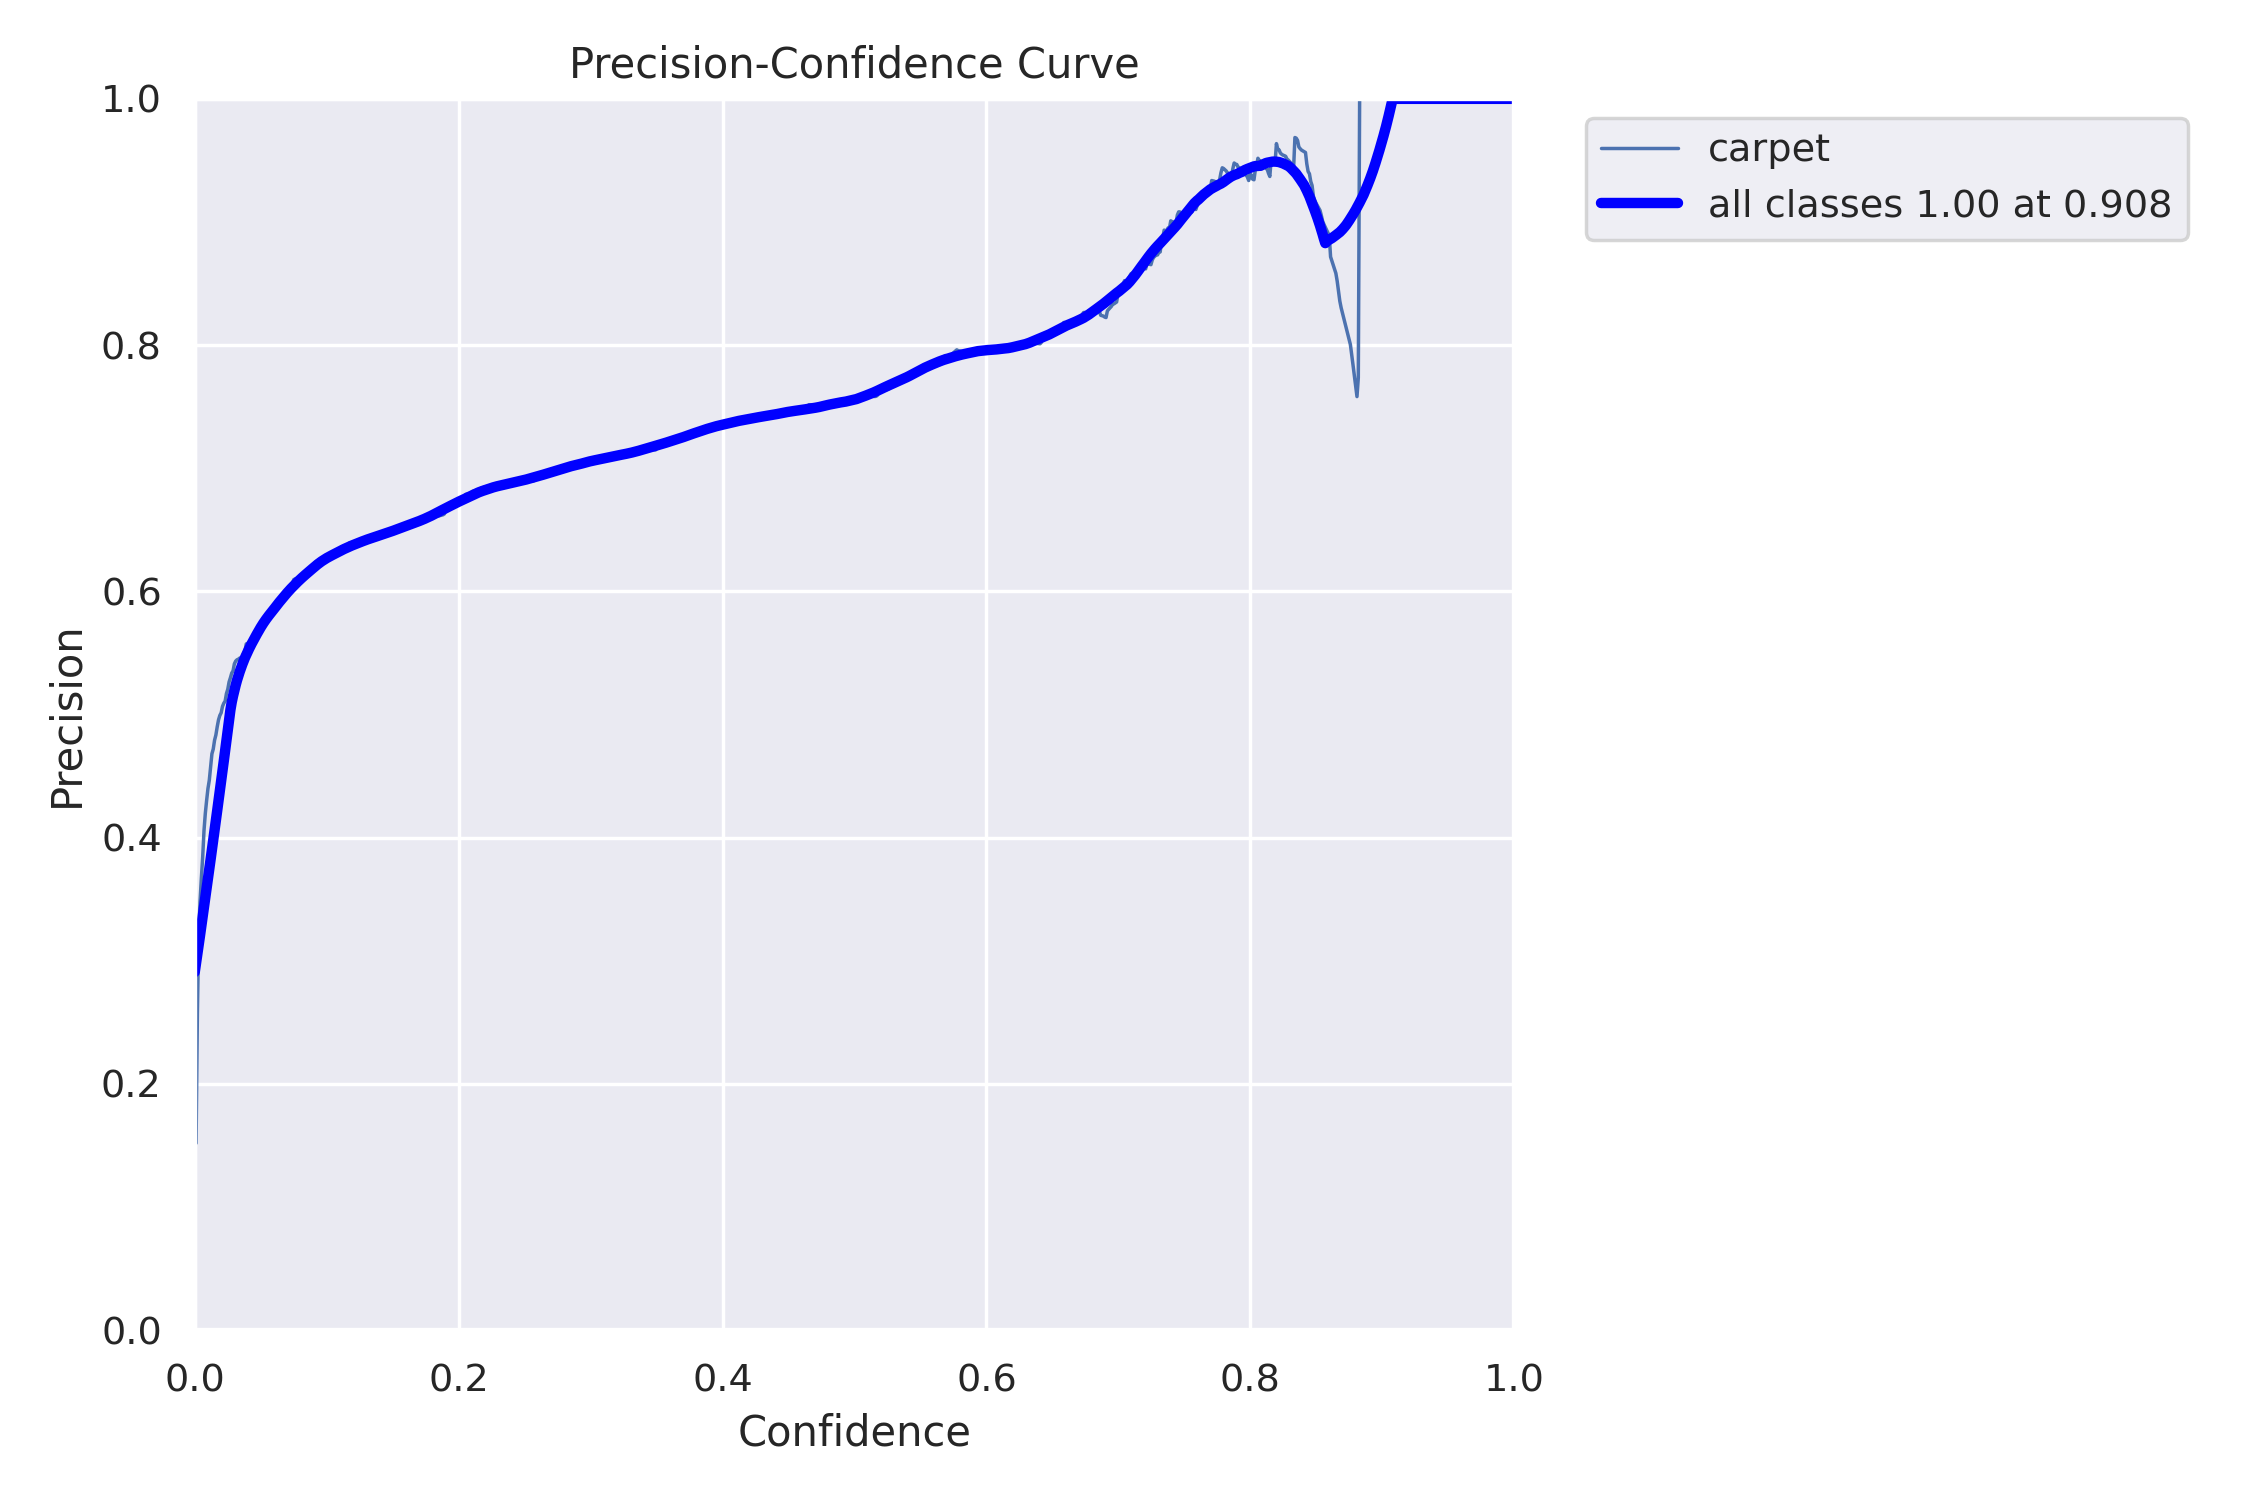 Precision-Confidence Curve
carpet
all classes 1.00 at 0.908
Precision
1.0
0.8
0.6
0.4
0.2
0.0
0.0 0.2 0.4 0.6 0.8 1.0
Confidence